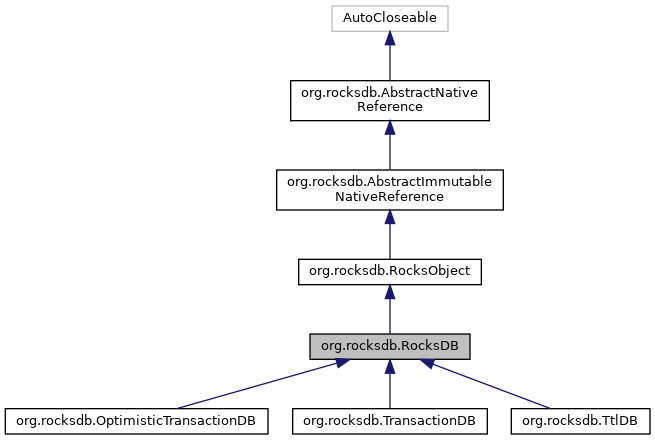 AutoCloseable
org.rocksdb.AbstractNative
Reference
org.rocksdb.AbstractImmutable
NativeReference
org.rocksdb.RocksObject
org.rocksdb.RocksDB
org.rocksdb.OptimisticTransactionDB
org.rocksdb.TransactionDB
org.rocksdb.TtlDB